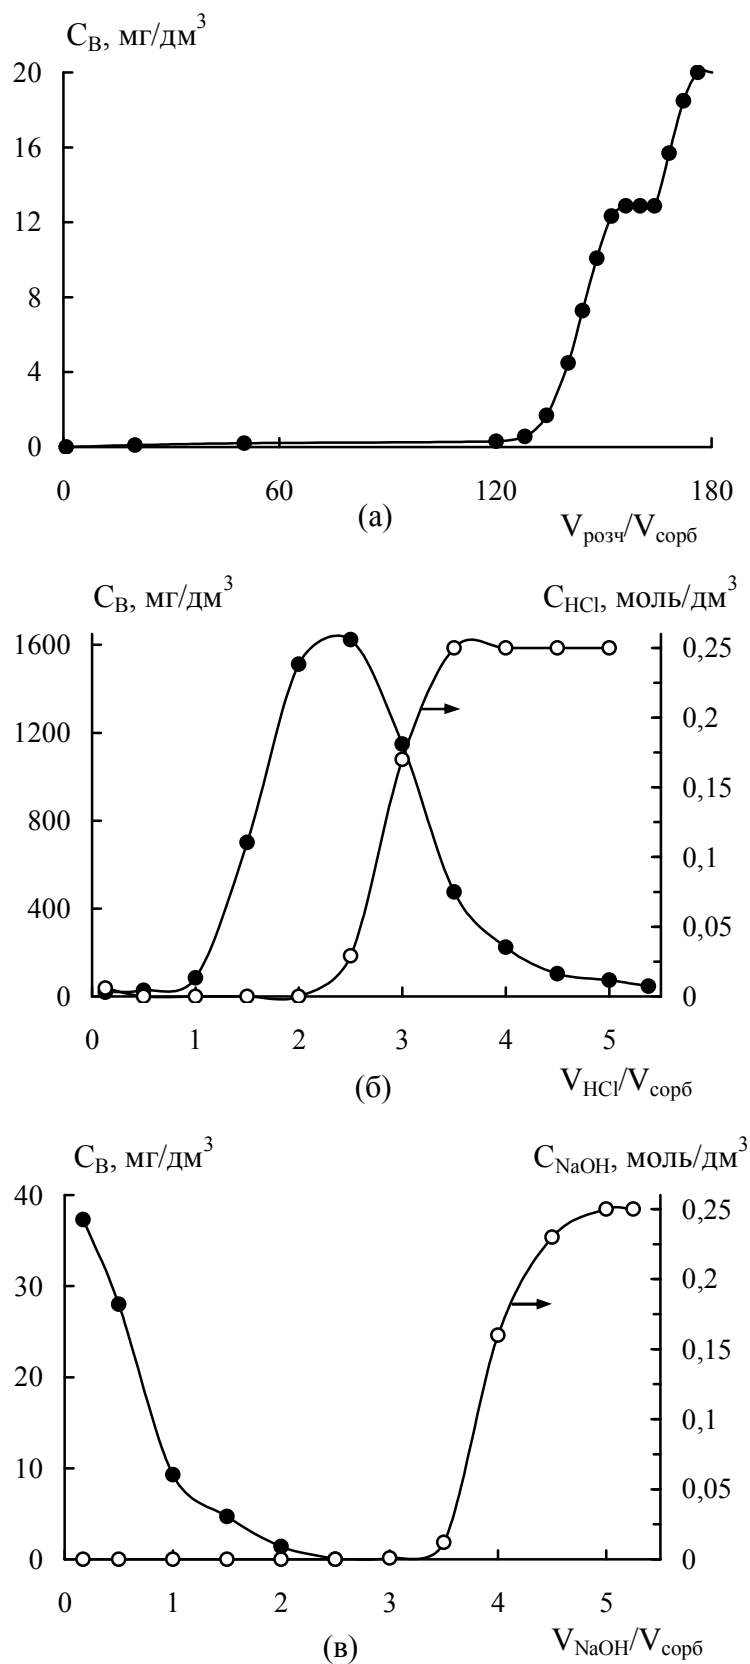 C_B, мг/дм³
20
16
12
8
4
0
0 60 120 180
(а)
V_розч/V_сорб
C_B, мг/дм³ C_HCl, моль/дм³
1600
1200
800
400
0
0,25
0,2
0,15
0,1
0,05
0
0 1 2 3 4 5
V_HCl/V_сорб
(б)
C_B, мг/дм³ C_NaOH, моль/дм³
40
30
20
10
0
0,25
0,2
0,15
0,1
0,05
0
0 1 2 3 4 5
V_NaOH/V_сорб
(в)